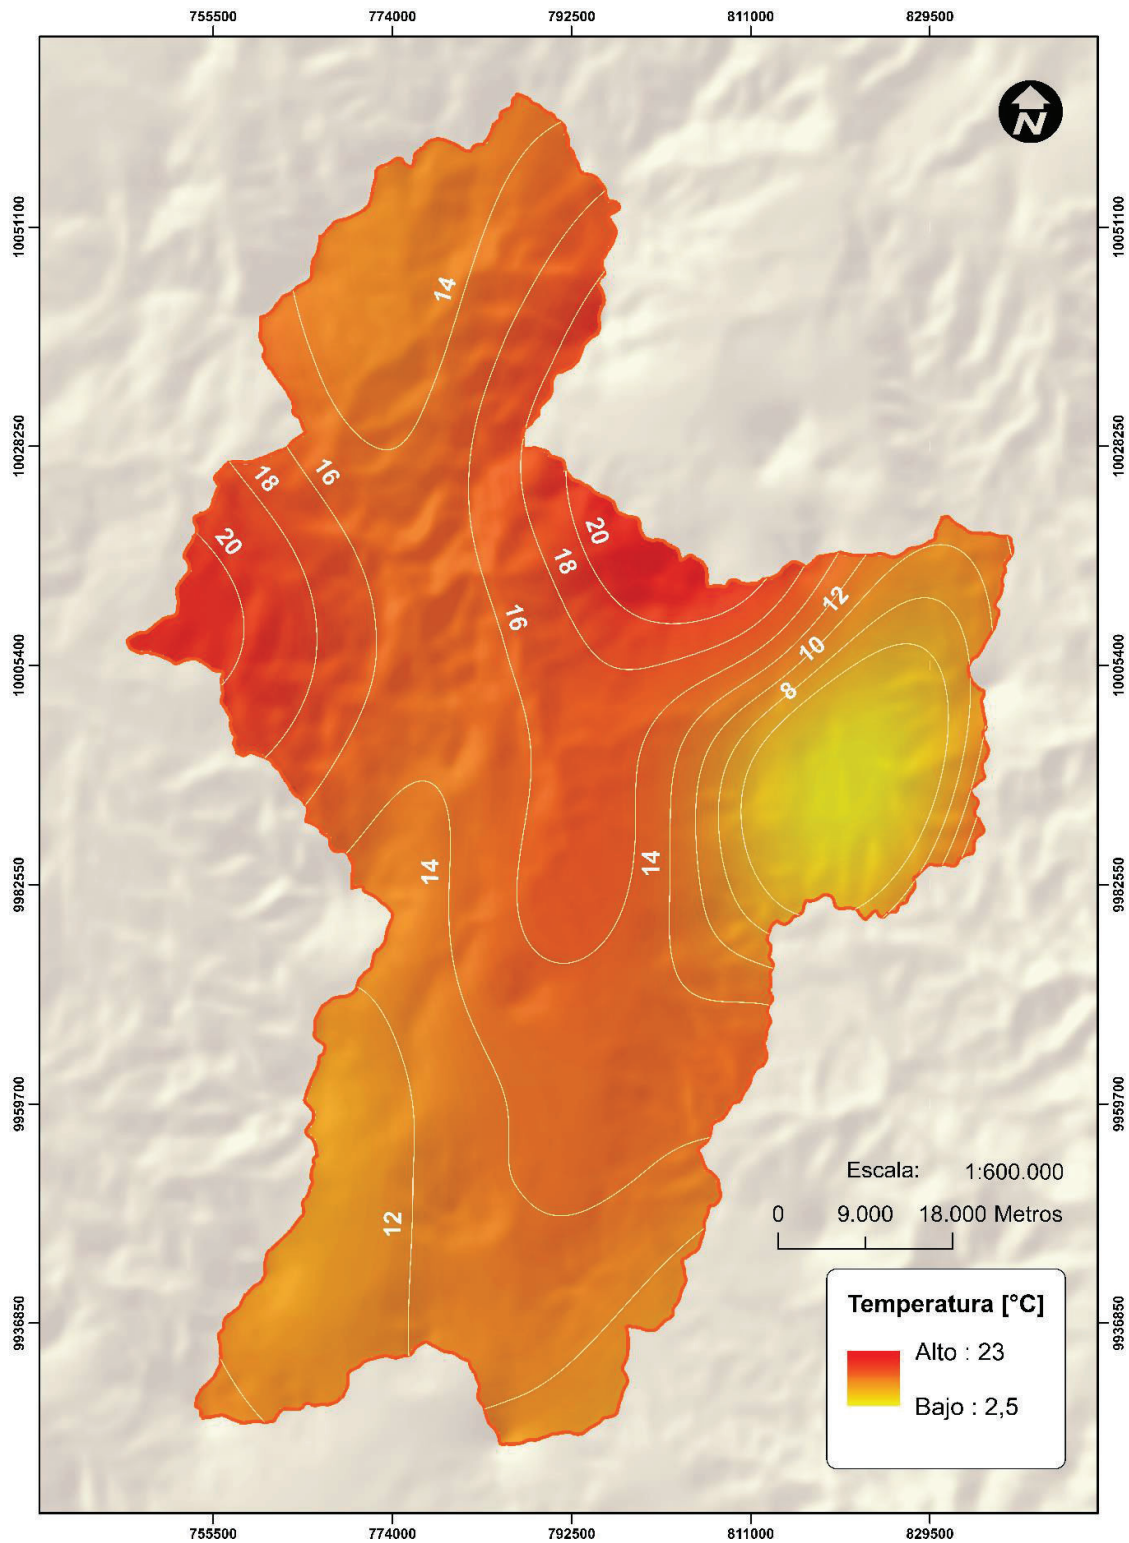 755500 774000 792500 811000 829500
N
10051100 10051100
14
10028250 10028250
18 16
20 20
18
12
16
10
10005400 10005400
8
14 14
9982550 9982550
9959700 9959700
Escala: 1:600.000
12
0 9.000 18.000 Metros
Temperatura [°C]
9936850 9936850
Alto : 23
Bajo : 2,5
755500 774000 792500 811000 829500